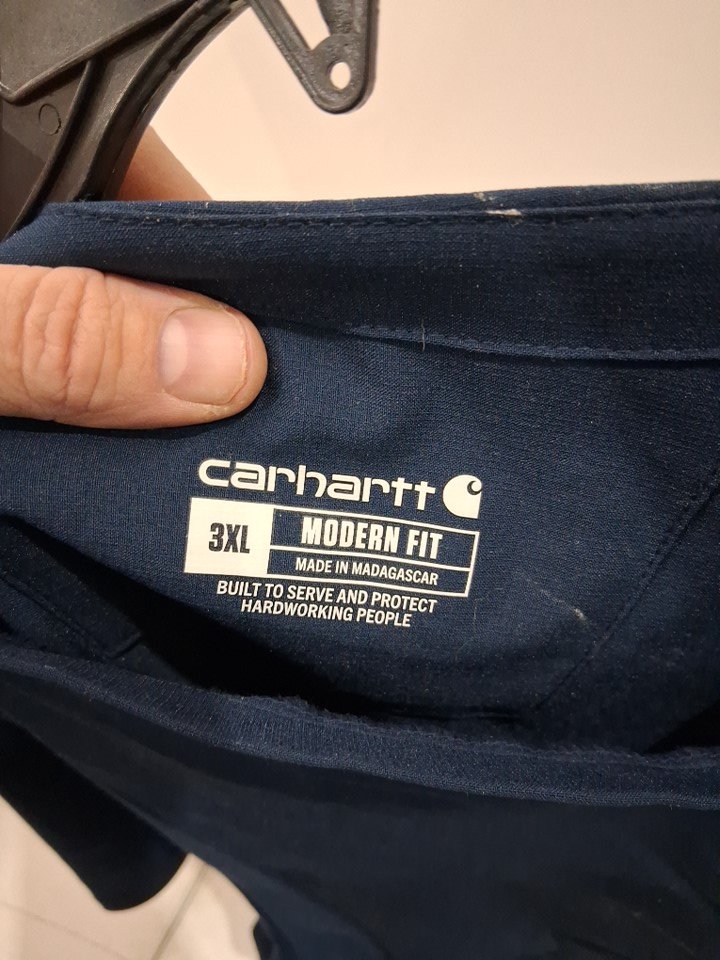 carhartt
3XL
MODERN FIT
MADE IN MADAGASCAR
BUILT TO SERVE AND PROTECT
HARDWORKING PEOPLE